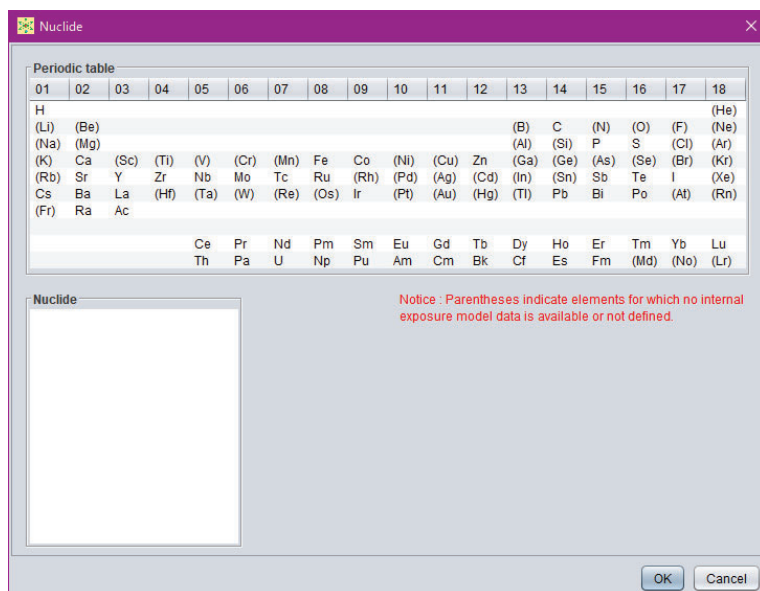 Nuclide
Periodic table
01 02 03 04 05 06 07 08 09 10 11 12 13 14 15 16 17 18
H (He)
(Li) (Be) (B) C (N) (O) (F) (Ne)
(Na) (Mg) (Al) (Si) P S (Cl) (Ar)
(K) Ca (Sc) (Ti) (V) (Cr) (Mn) Fe Co (Ni) (Cu) Zn (Ga) (Ge) (As) (Se) (Br) (Kr)
(Rb) Sr Y Zr Nb Mo Tc Ru (Rh) (Pd) (Ag) (Cd) (In) (Sn) Sb Te I (Xe)
Cs Ba La (Hf) (Ta) (W) (Re) (Os) Ir (Pt) (Au) (Hg) (Tl) Pb Bi Po (At) (Rn)
(Fr) Ra Ac
Ce Pr Nd Pm Sm Eu Gd Tb Dy Ho Er Tm Yb Lu
Th Pa U Np Pu Am Cm Bk Cf Es Fm (Md) (No) (Lr)
Nuclide
Notice : Parentheses indicate elements for which no internal
exposure model data is available or not defined.
OK Cancel